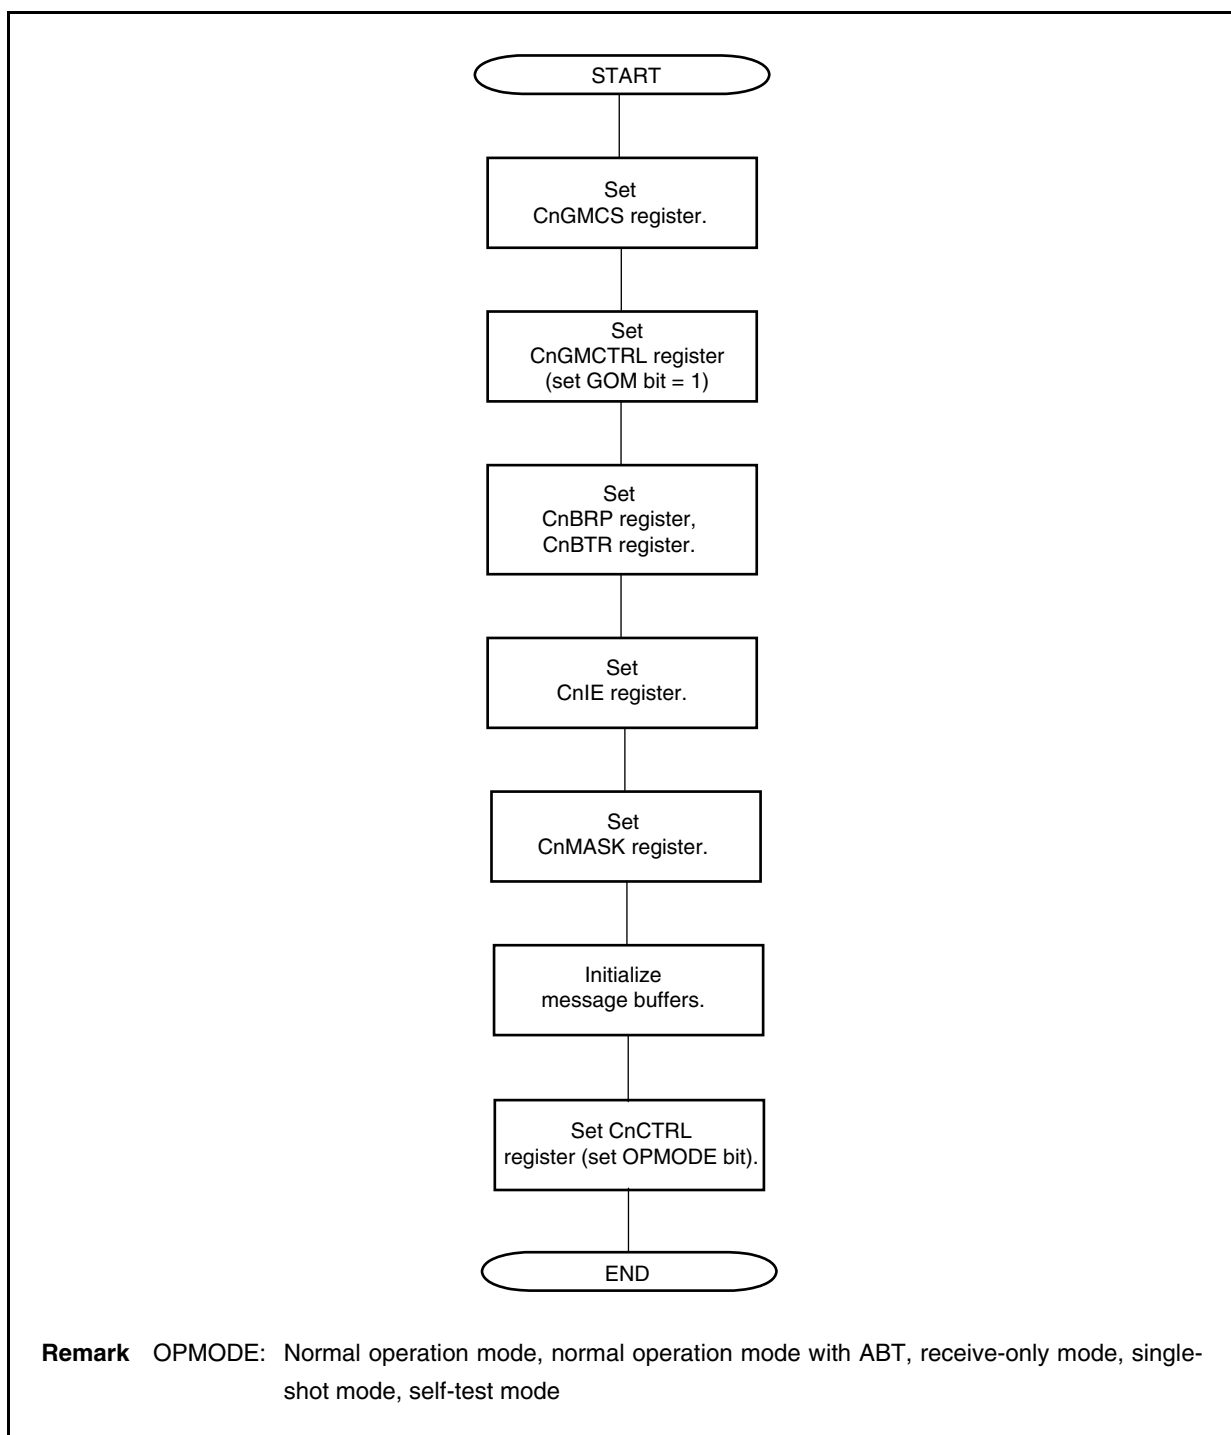 START
Set
CnGMCS register.
Set
CnGMCTRL register
(set GOM bit = 1)
Set
CnBRP register,
CnBTR register.
Set
CnIE register.
Set
CnMASK register.
Initialize
message buffers.
Set CnCTRL
register (set OPMODE bit).
END
Remark OPMODE: Normal operation mode, normal operation mode with ABT, receive-only mode, single-
shot mode, self-test mode